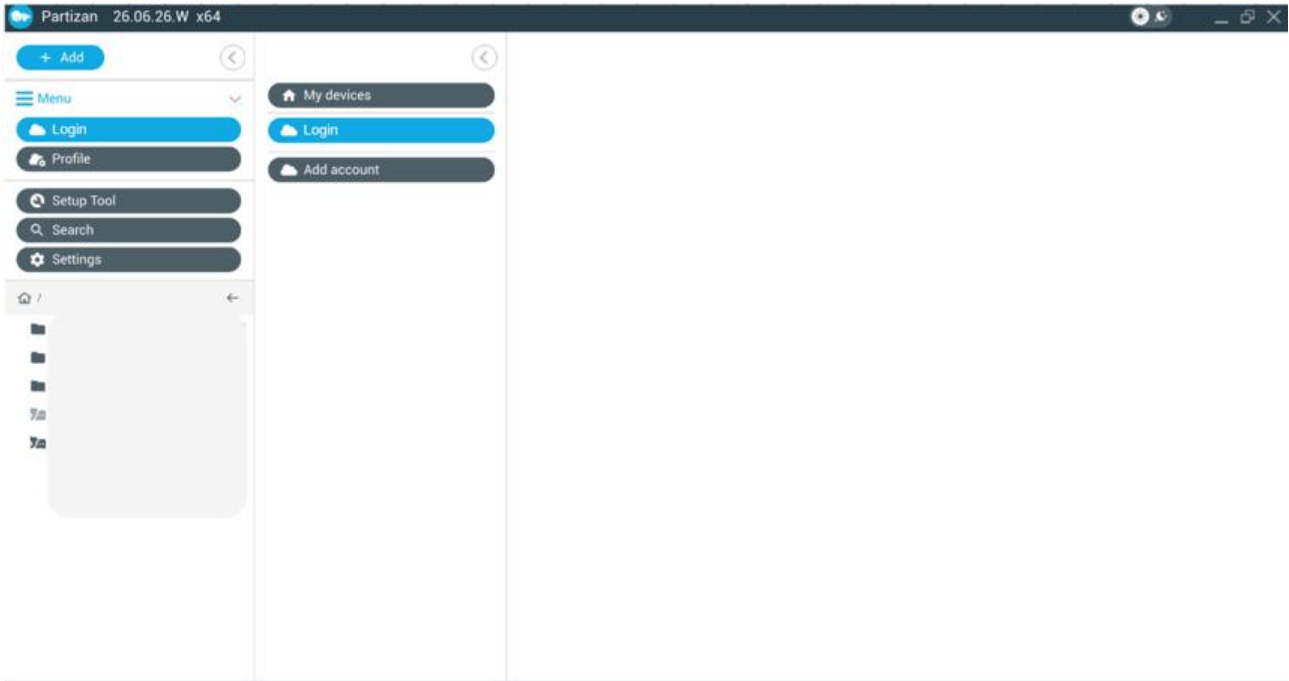 Partizan 26.06.26.W x64
+ Add
Menu
Login
Profile
Setup Tool
Search
Settings
/
My devices
Login
Add account